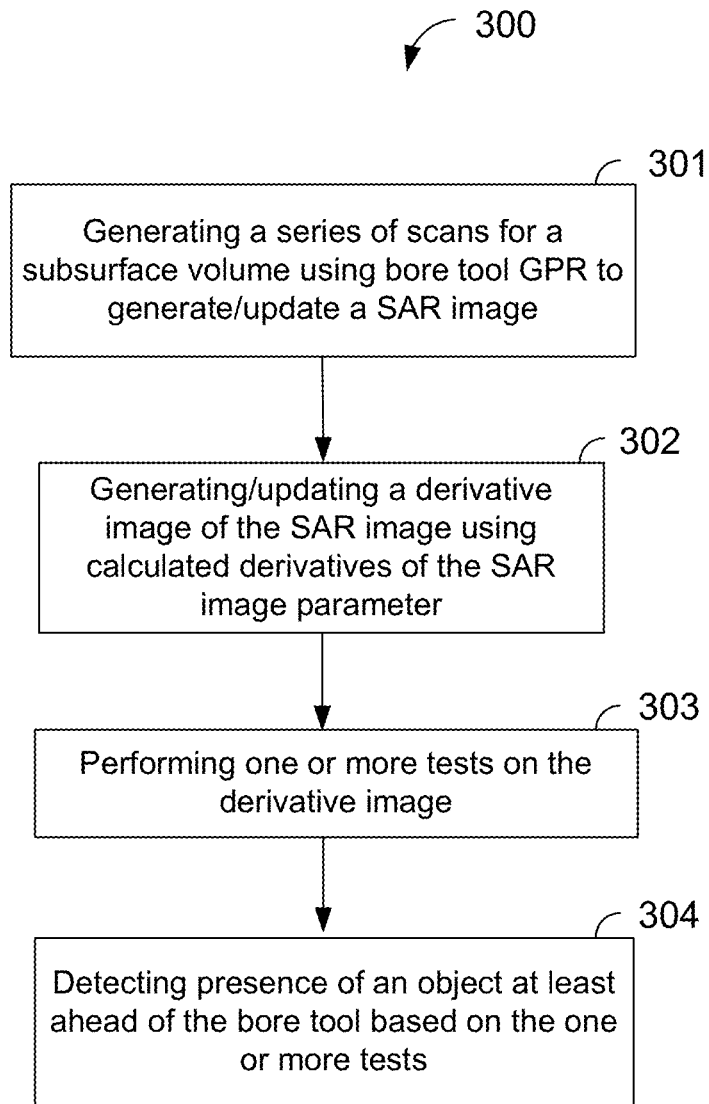 300
301
Generating a series of scans for a
subsurface volume using bore tool GPR to
generate/update a SAR image
302
Generating/updating a derivative
image of the SAR image using
calculated derivatives of the SAR
image parameter
303
Performing one or more tests on the
derivative image
304
Detecting presence of an object at least
ahead of the bore tool based on the one
or more tests